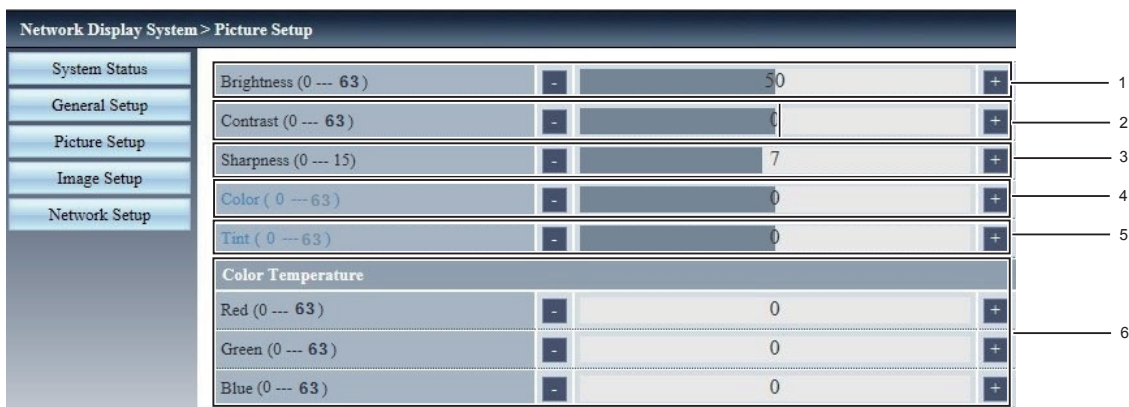 Network Display System > Picture Setup
System Status
General Setup
Picture Setup
Image Setup
Network Setup
Brightness (0 --- 63) - 50 + 1
Contrast (0 --- 63) - 0 + 2
Sharpness (0 --- 15) - 7 + 3
Color ( 0 --- 63) - 0 + 4
Tint ( 0 --- 63) - 0 + 5
Color Temperature
Red (0 --- 63) - 0 +
Green (0 --- 63) - 0 + 6
Blue (0 --- 63) - 0 +